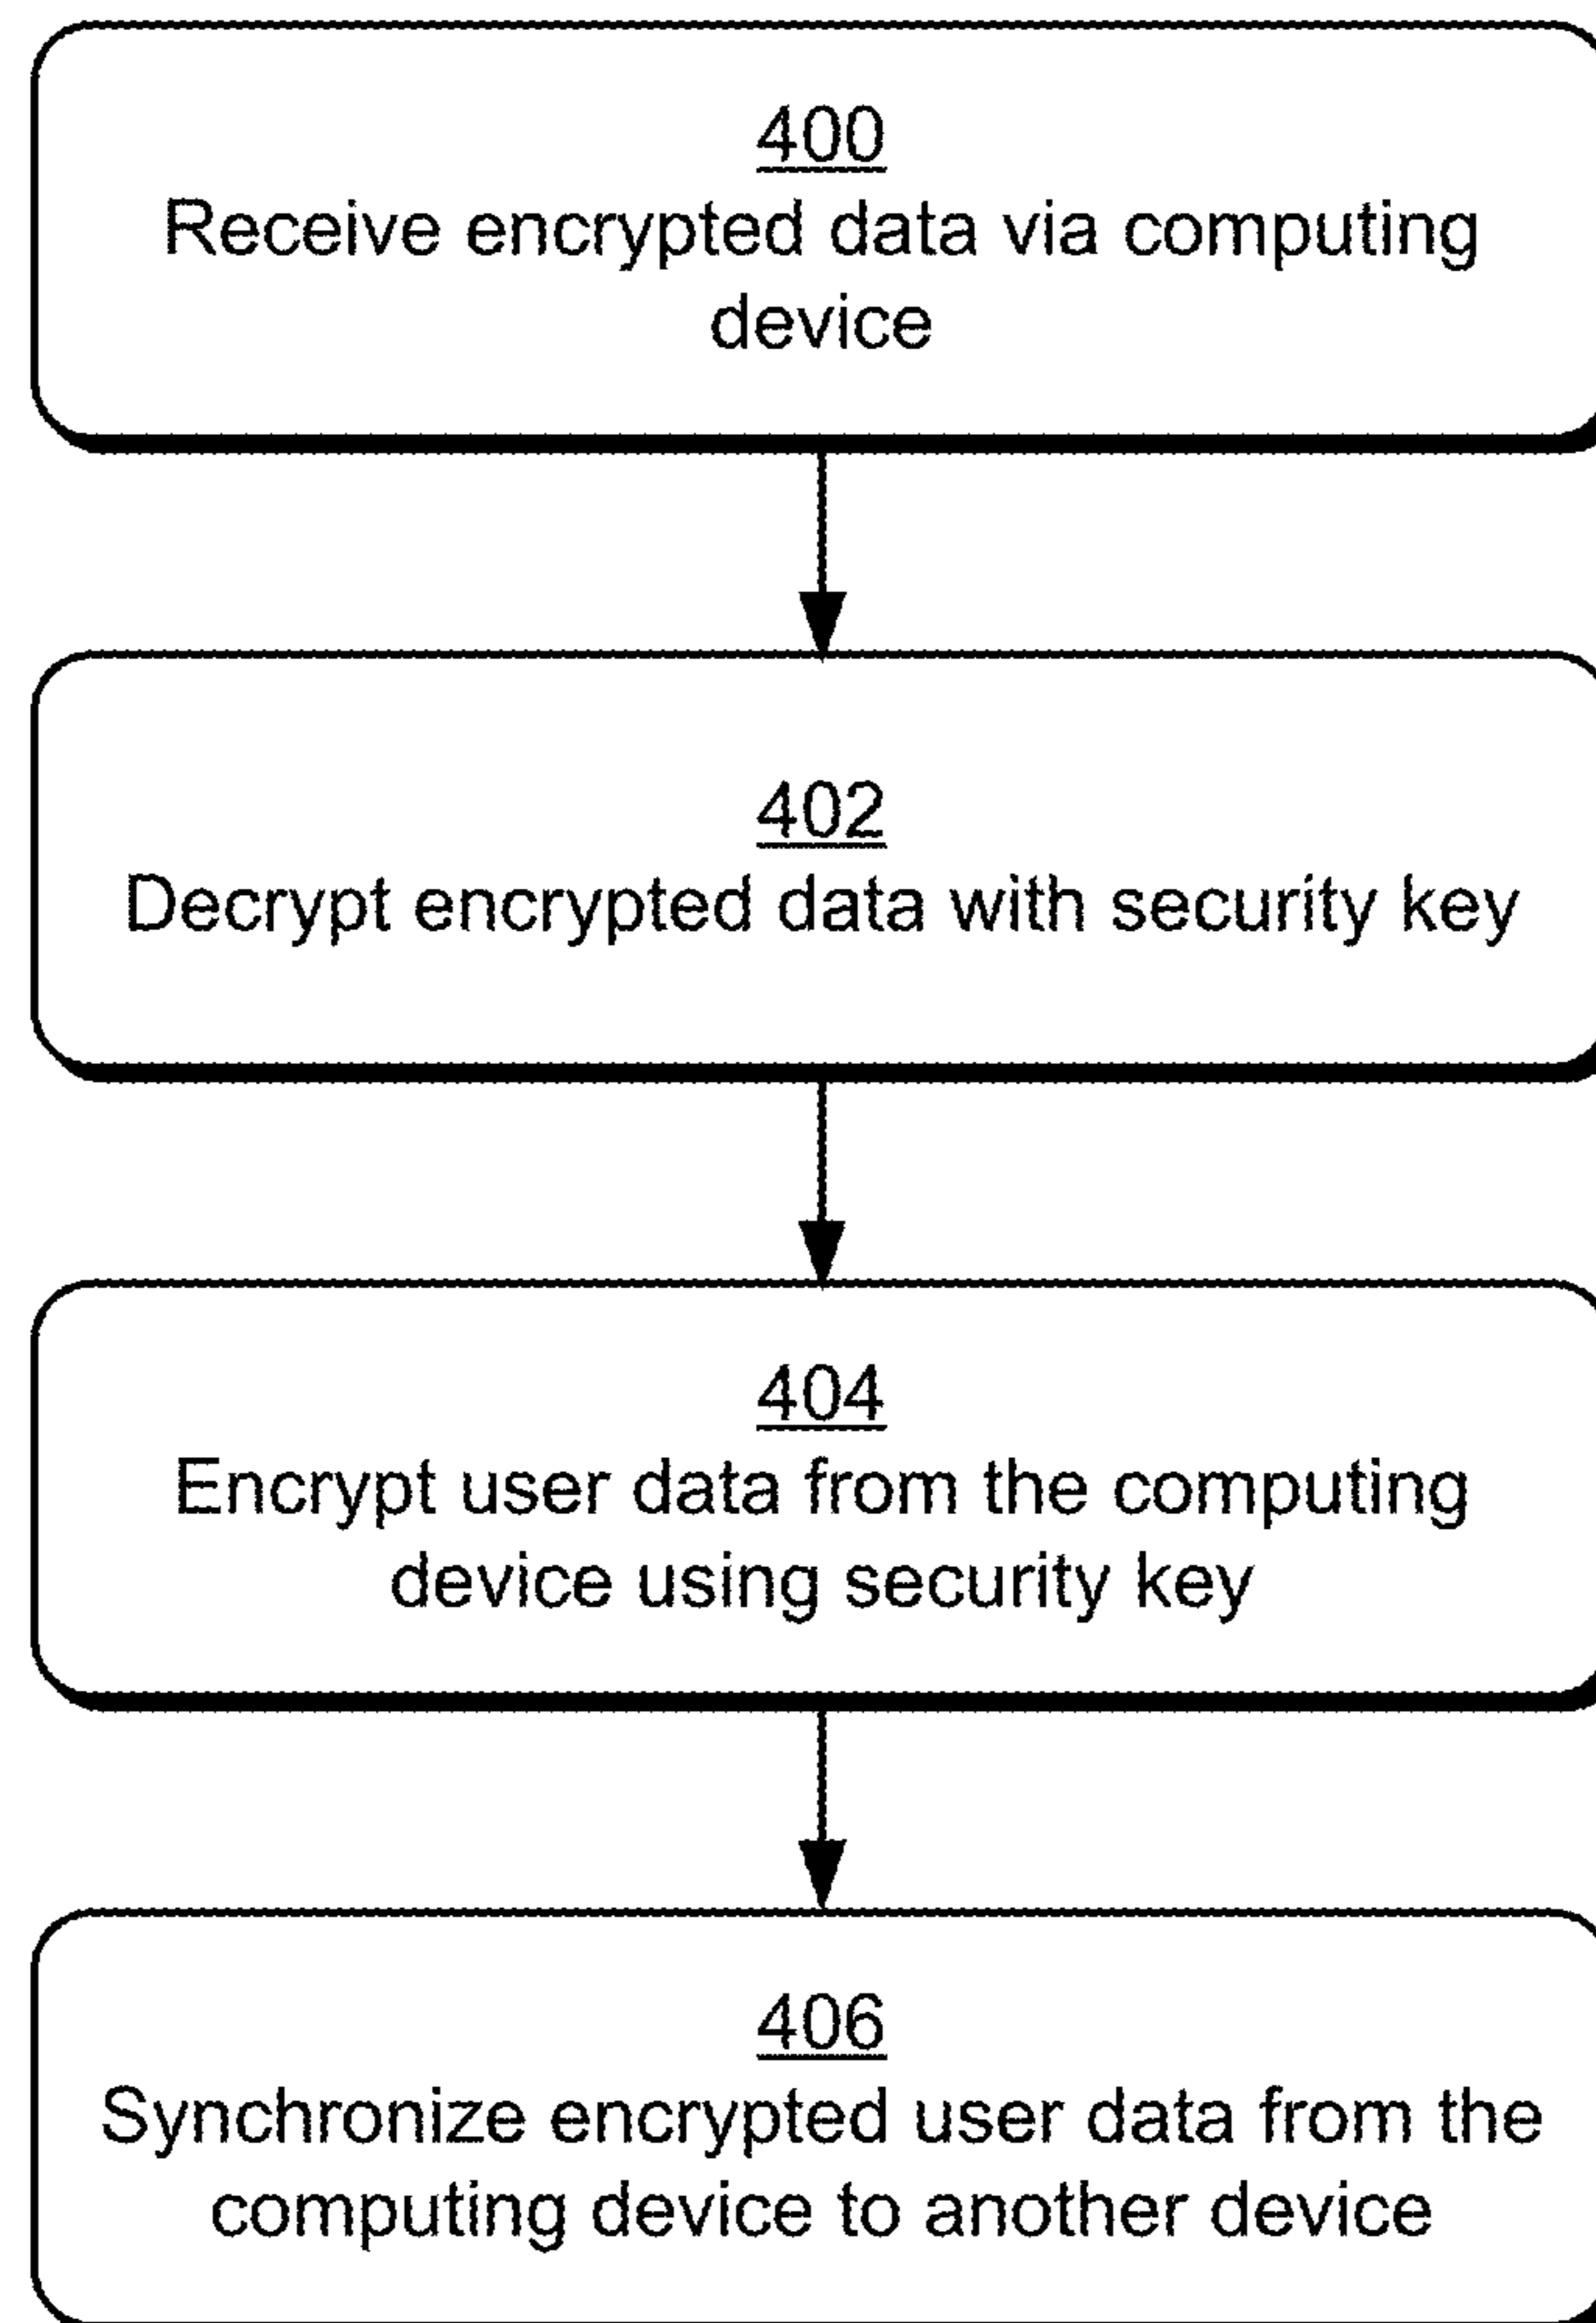 400
Receive encrypted data via computing
device
402
Decrypt encrypted data with security key
404
Encrypt user data from the computing
device using security key
406
Synchronize encrypted user data from the
computing device to another device